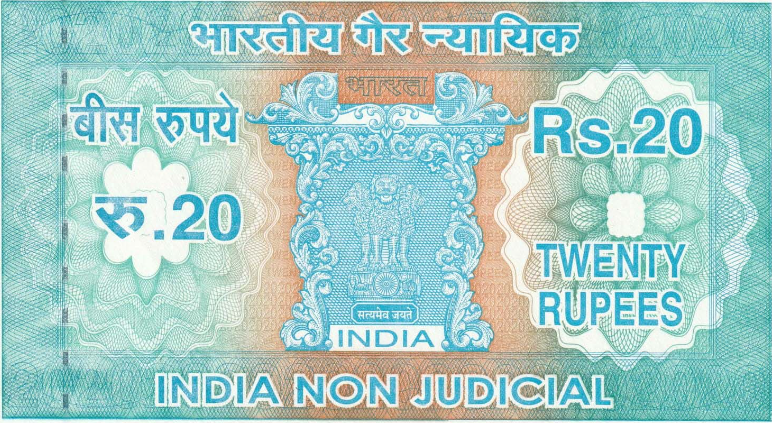 भारतीय गैर न्यायिक
भारत
बीस रुपये
रु.20
Rs.20
TWENTY
RUPEES
सत्यमेव जयते
INDIA
INDIA NON JUDICIAL